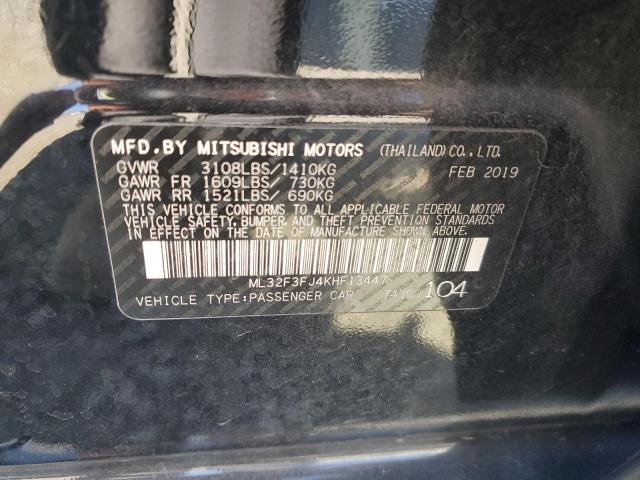 MFD.BY MITSUBISHI MOTORS (THAILAND)CO.,LTD.
GVWR 3108LBS/1410KG FEB 2019
GAWR FR 1609LBS/ 730KG
GAWR RR 1521LBS/ 690KG
THIS VEHICLE CONFORMS TO ALL APPLICABLE FEDERAL MOTOR
VEHICLE SAFETY, BUMPER, AND THEFT PREVENTION STANDARDS
IN EFFECT ON THE DATE OF MANUFACTURE SHOWN ABOVE.
ML32F3FJ4KHF13447
VEHICLE TYPE:PASSENGER CAR 104